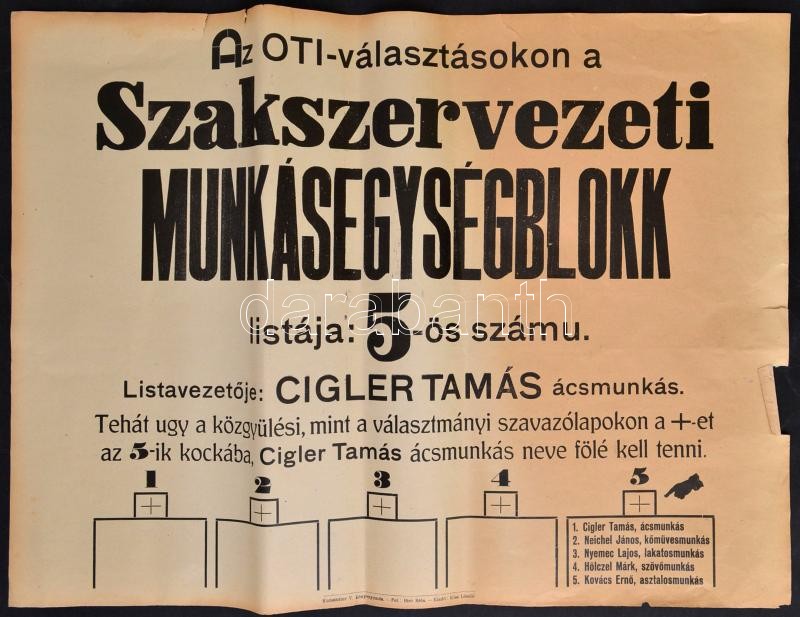 Az OTI-választásokon a
Szakszervezeti
MUNKÁSEGYSÉGBLOKK
listája: 5-ös számu.
darabanth
Listavezetője: CIGLER TAMÁS ácsmunkás.
Tehát ugy a közgyülési, mint a választmányi szavazólapokon a +-et
az 5-ik kockába, Cigler Tamás ácsmunkás neve fölé kell tenni.
1 2 3 4 5
+ + + + +
1. Cigler Tamás, ácsmunkás
2. Neichel János, kőművesmunkás
3. Nyemec Lajos, lakatosmunkás
4. Hölczel Márk, szövőmunkás
5. Kovács Ernő, asztalosmunkás